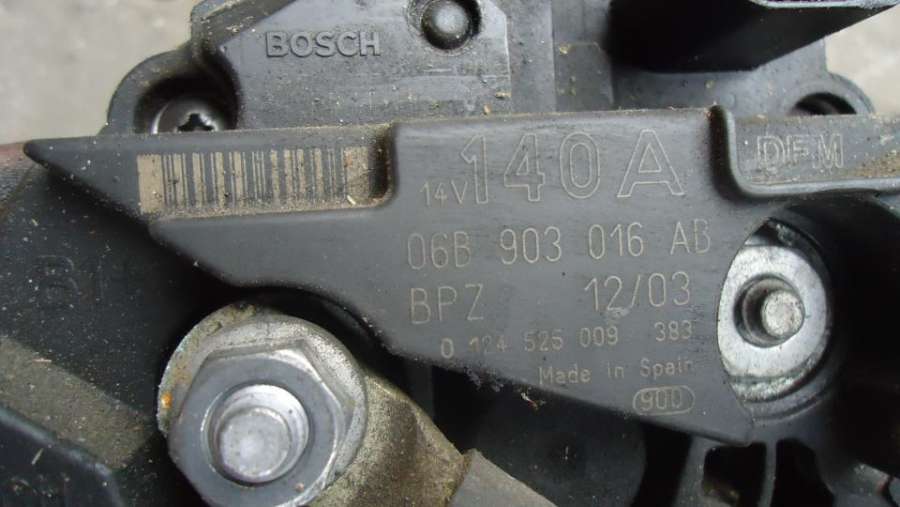 BOSCH
14V 140A
DFM
06B 903 016 AB
BPZ 12/03
0 124 525 009 383
Made in Spain
900